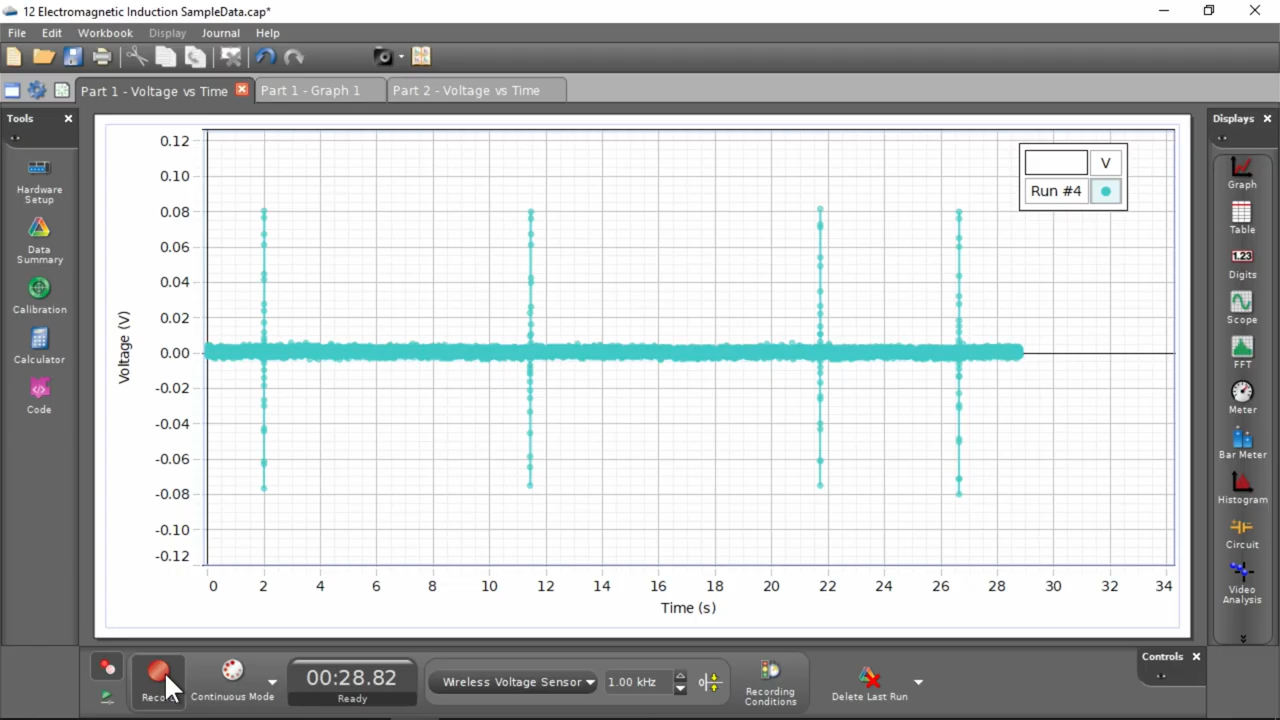 12 Electromagnetic Induction SampleData.cap*
File Edit Workbook Display Journal Help
Part 1 - Voltage vs Time
Part 1 - Graph 1
Part 2 - Voltage vs Time
Tools
Hardware
Setup
Data
Summary
Calibration
Calculator
Code
Voltage (V)
0.12
0.10
0.08
0.06
0.04
0.02
0.00
-0.02
-0.04
-0.06
-0.08
-0.10
-0.12
V
Run #4
0 2 4 6 8 10 12 14 16 18 20 22 24 26 28 30 32 34
Time (s)
Displays
Graph
Table
1.23
Digits
Scope
FFT
Meter
Bar Meter
Histogram
Circuit
Video
Analysis
Continuous Mode
00:28.82
Ready
Wireless Voltage Sensor
1.00 kHz
Recording
Conditions
Delete Last Run
Controls